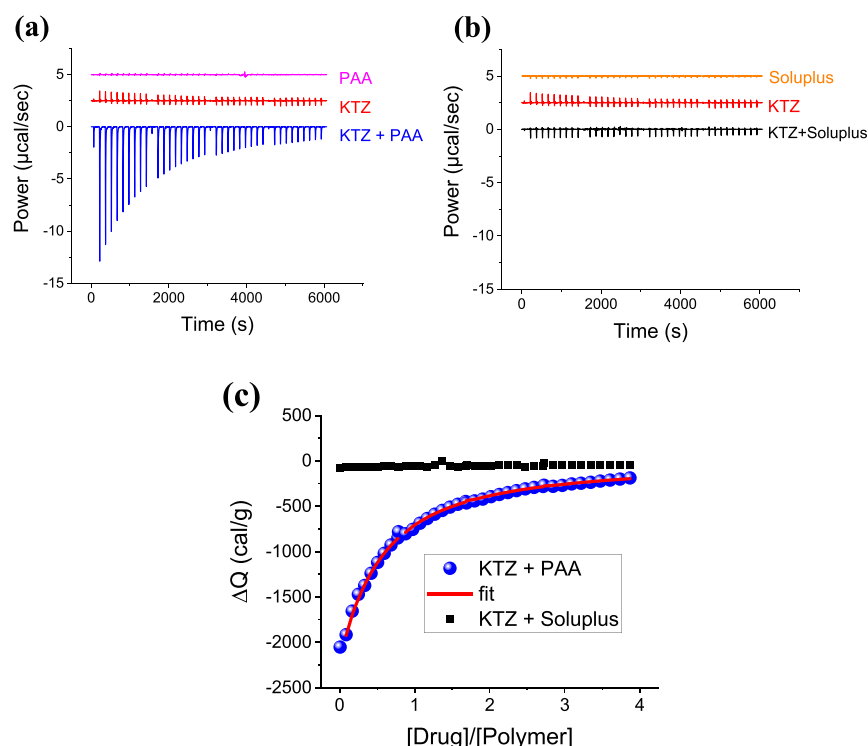 (a)
Power (μcal/sec)
5
0
-5
-10
-15
PAA
KTZ
KTZ + PAA
0
2000
4000
6000
Time (s)
(b)
Power (μcal/sec)
5
0
-5
-10
-15
Soluplus
KTZ
KTZ+Soluplus
0
2000
4000
6000
Time (s)
(c)
ΔQ (cal/g)
500
0
-500
-1000
-1500
-2000
-2500
KTZ + PAA
fit
KTZ + Soluplus
0
1
2
3
4
[Drug]/[Polymer]